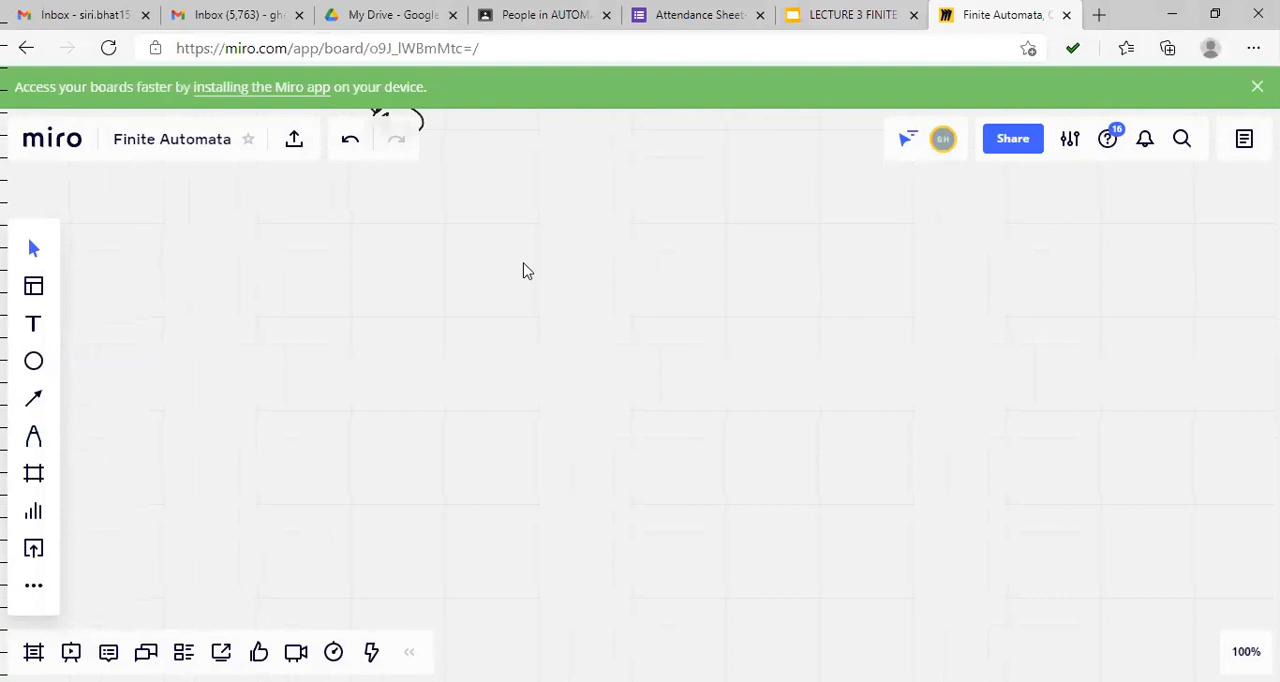 Inbox - siri.bhat15
Inbox (5,763) - ghe
My Drive - Google
People in AUTOM
Attendance Sheet-
LECTURE 3 FINITE
Finite Automata, C
https://miro.com/app/board/o9J_lWBmMtc=/
Access your boards faster by installing the Miro app on your device.
miro
Finite Automata
GH
Share
16
T
100%